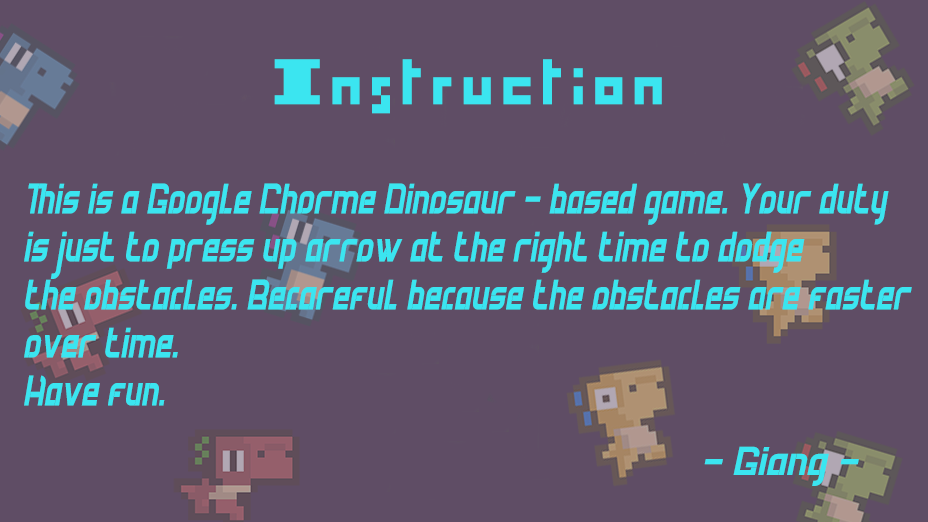 Instruction
This is a Google Chorme Dinosaur - based game. Your duty
is just to press up arrow at the right time to dodge
the obstacles. Becareful because the obstacles are faster
over time.
Have fun.
- Giang -